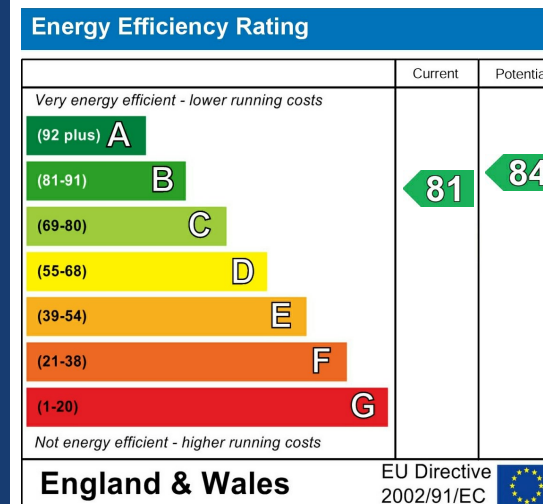 Energy Efficiency Rating
Current Potentia
Very energy efficient - lower running costs
(92 plus) A
(81-91) B
81
84
(69-80) C
(55-68) D
(39-54) E
(21-38) F
(1-20) G
Not energy efficient - higher running costs
England & Wales
EU Directive
2002/91/EC